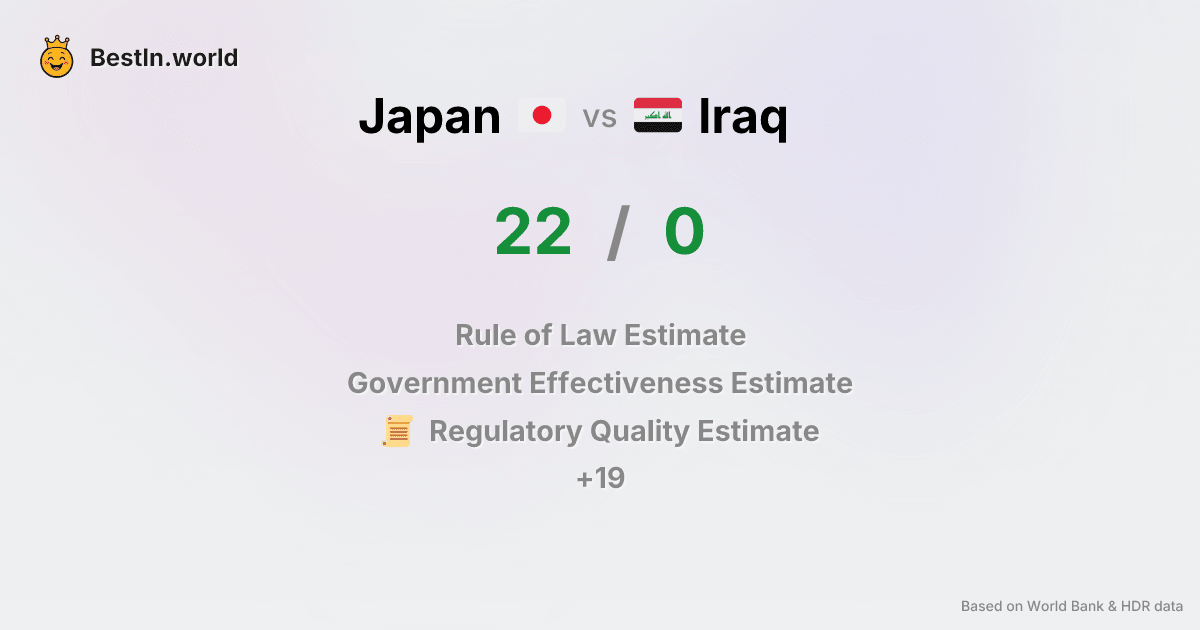 BestIn.world
Japan vs Iraq
22 / 0
Rule of Law Estimate
Government Effectiveness Estimate
Regulatory Quality Estimate
+19
Based on World Bank & HDR data